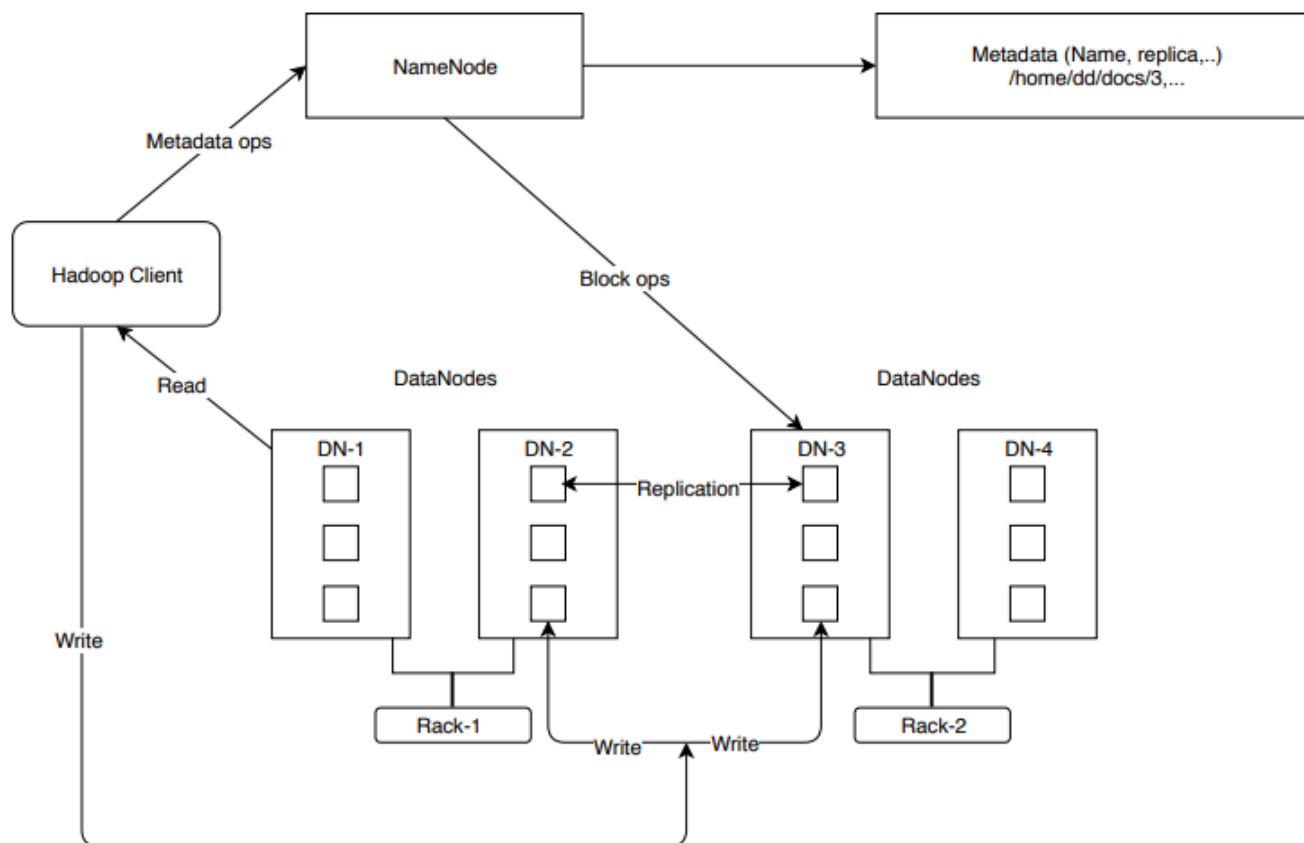 NameNode
Metadata (Name, replica,..)
/home/dd/docs/3,...
Metadata ops
Hadoop Client
Block ops
Read
DataNodes
DataNodes
DN-1
DN-2
DN-3
DN-4
Replication
Write
Rack-1
Rack-2
Write
Write